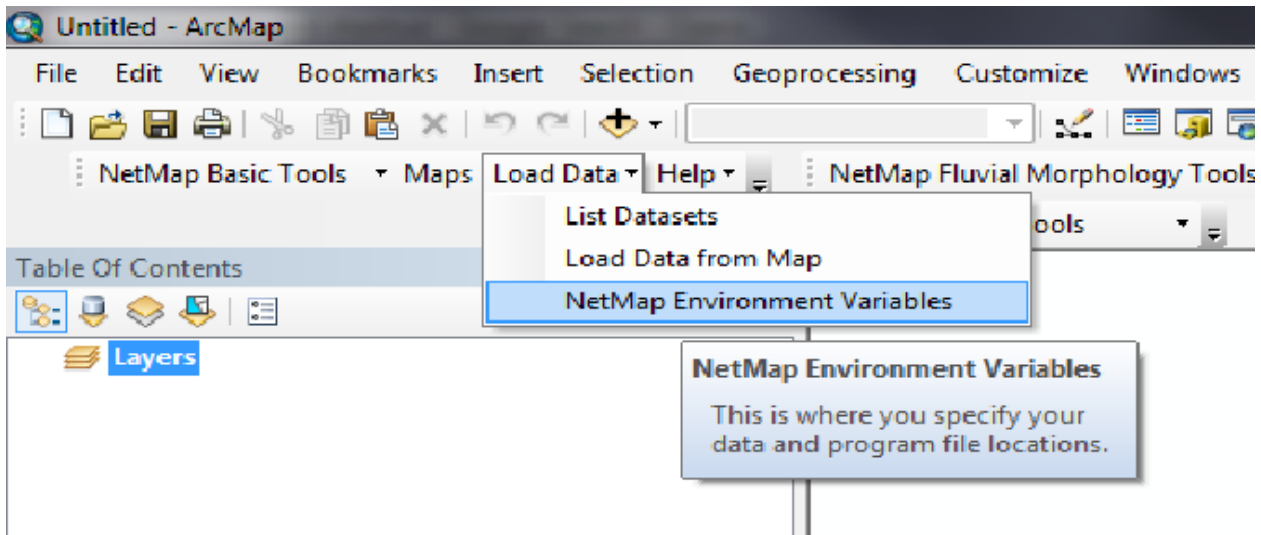 Untitled - ArcMap
File Edit View Bookmarks Insert Selection Geoprocessing Customize Windows
NetMap Basic Tools Maps Load Data Help NetMap Fluvial Morphology Tools
List Datasets
ools
Load Data from Map
Table Of Contents
NetMap Environment Variables
Layers
NetMap Environment Variables
This is where you specify your
data and program file locations.